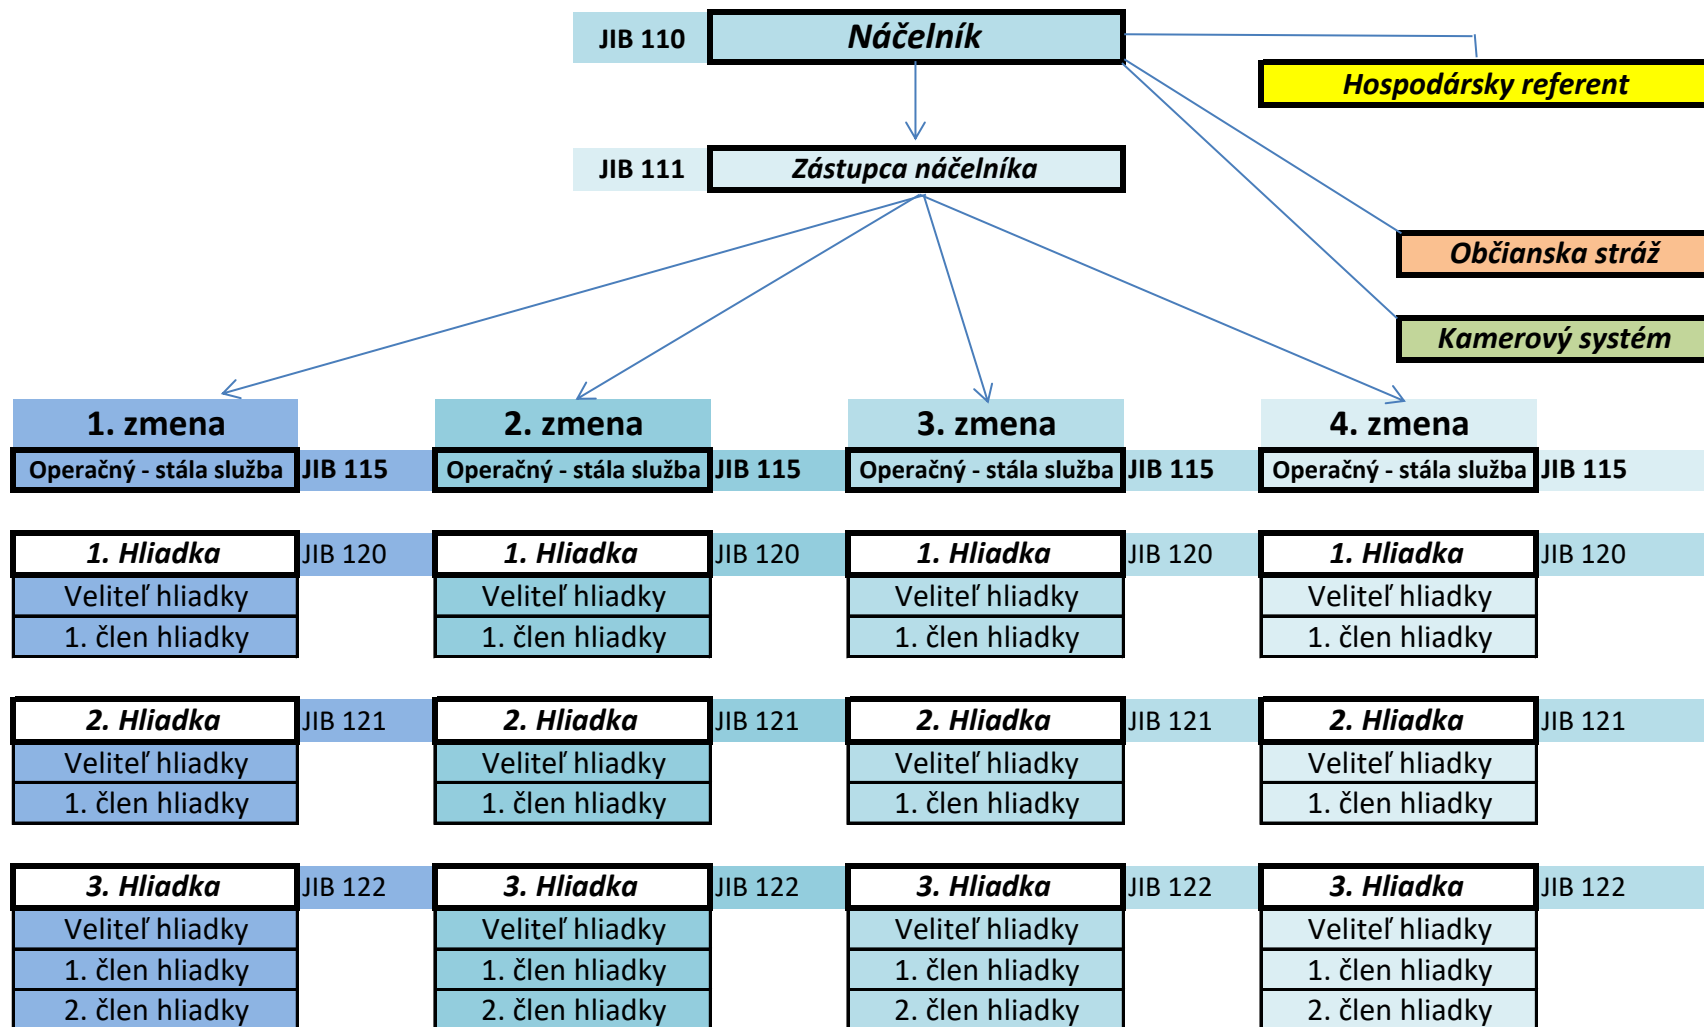 JIB 110 Náčelník
Hospodársky referent
JIB 111 Zástupca náčelníka
Občianska stráž
Kamerový systém
1. zmena 2. zmena 3. zmena 4. zmena
Operačný - stála služba JIB 115 Operačný - stála služba JIB 115 Operačný - stála služba JIB 115 Operačný - stála služba JIB 115
1. Hliadka JIB 120 1. Hliadka JIB 120 1. Hliadka JIB 120 1. Hliadka JIB 120
Veliteľ hliadky Veliteľ hliadky Veliteľ hliadky Veliteľ hliadky
1. člen hliadky 1. člen hliadky 1. člen hliadky 1. člen hliadky
2. Hliadka JIB 121 2. Hliadka JIB 121 2. Hliadka JIB 121 2. Hliadka JIB 121
Veliteľ hliadky Veliteľ hliadky Veliteľ hliadky Veliteľ hliadky
1. člen hliadky 1. člen hliadky 1. člen hliadky 1. člen hliadky
3. Hliadka JIB 122 3. Hliadka JIB 122 3. Hliadka JIB 122 3. Hliadka JIB 122
Veliteľ hliadky Veliteľ hliadky Veliteľ hliadky Veliteľ hliadky
1. člen hliadky 1. člen hliadky 1. člen hliadky 1. člen hliadky
2. člen hliadky 2. člen hliadky 2. člen hliadky 2. člen hliadky